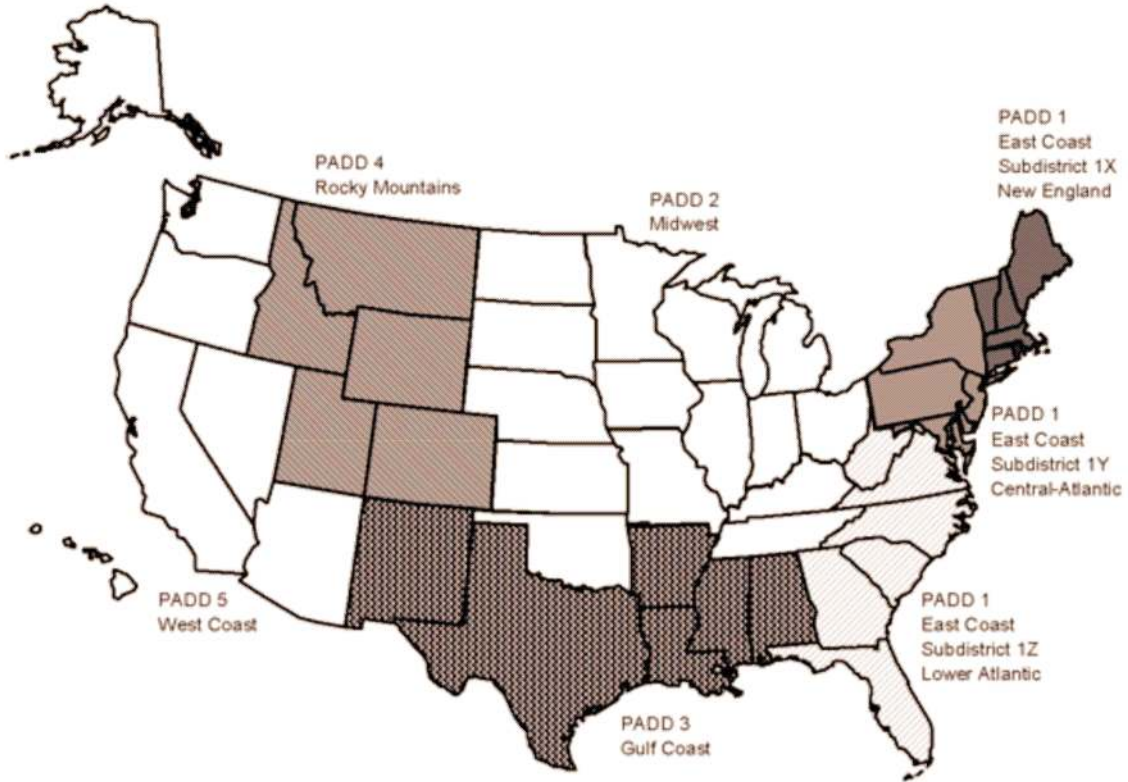 PADD 1
East Coast
Subdistrict 1X
New England
PADD 4
Rocky Mountains
PADD 2
Midwest
PADD 1
East Coast
Subdistrict 1Y
Central-Atlantic
PADD 5
West Coast
PADD 1
East Coast
Subdistrict 1Z
Lower Atlantic
PADD 3
Gulf Coast